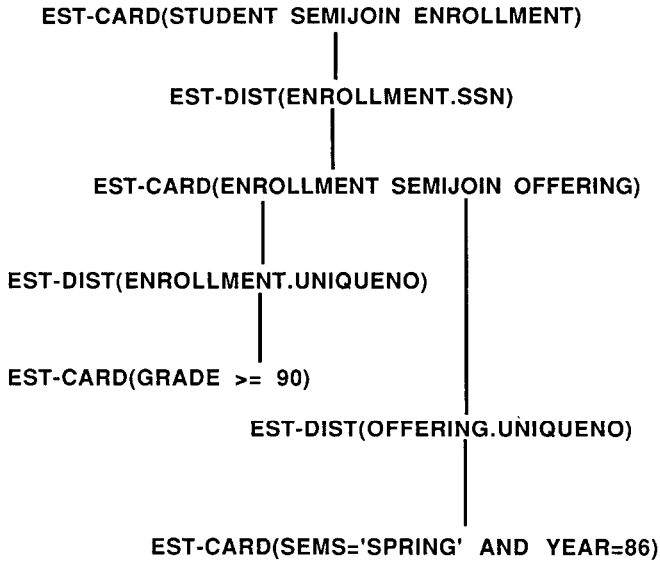 EST-CARD(STUDENT SEMIJOIN ENROLLMENT)
EST-DIST(ENROLLMENT.SSN)
EST-CARD(ENROLLMENT SEMIJOIN OFFERING)
EST-DIST(ENROLLMENT.UNIQUENO)
EST-CARD(GRADE >= 90)
EST-DIST(OFFERING.UNIQUENO)
EST-CARD(SEMS='SPRING' AND YEAR=86)